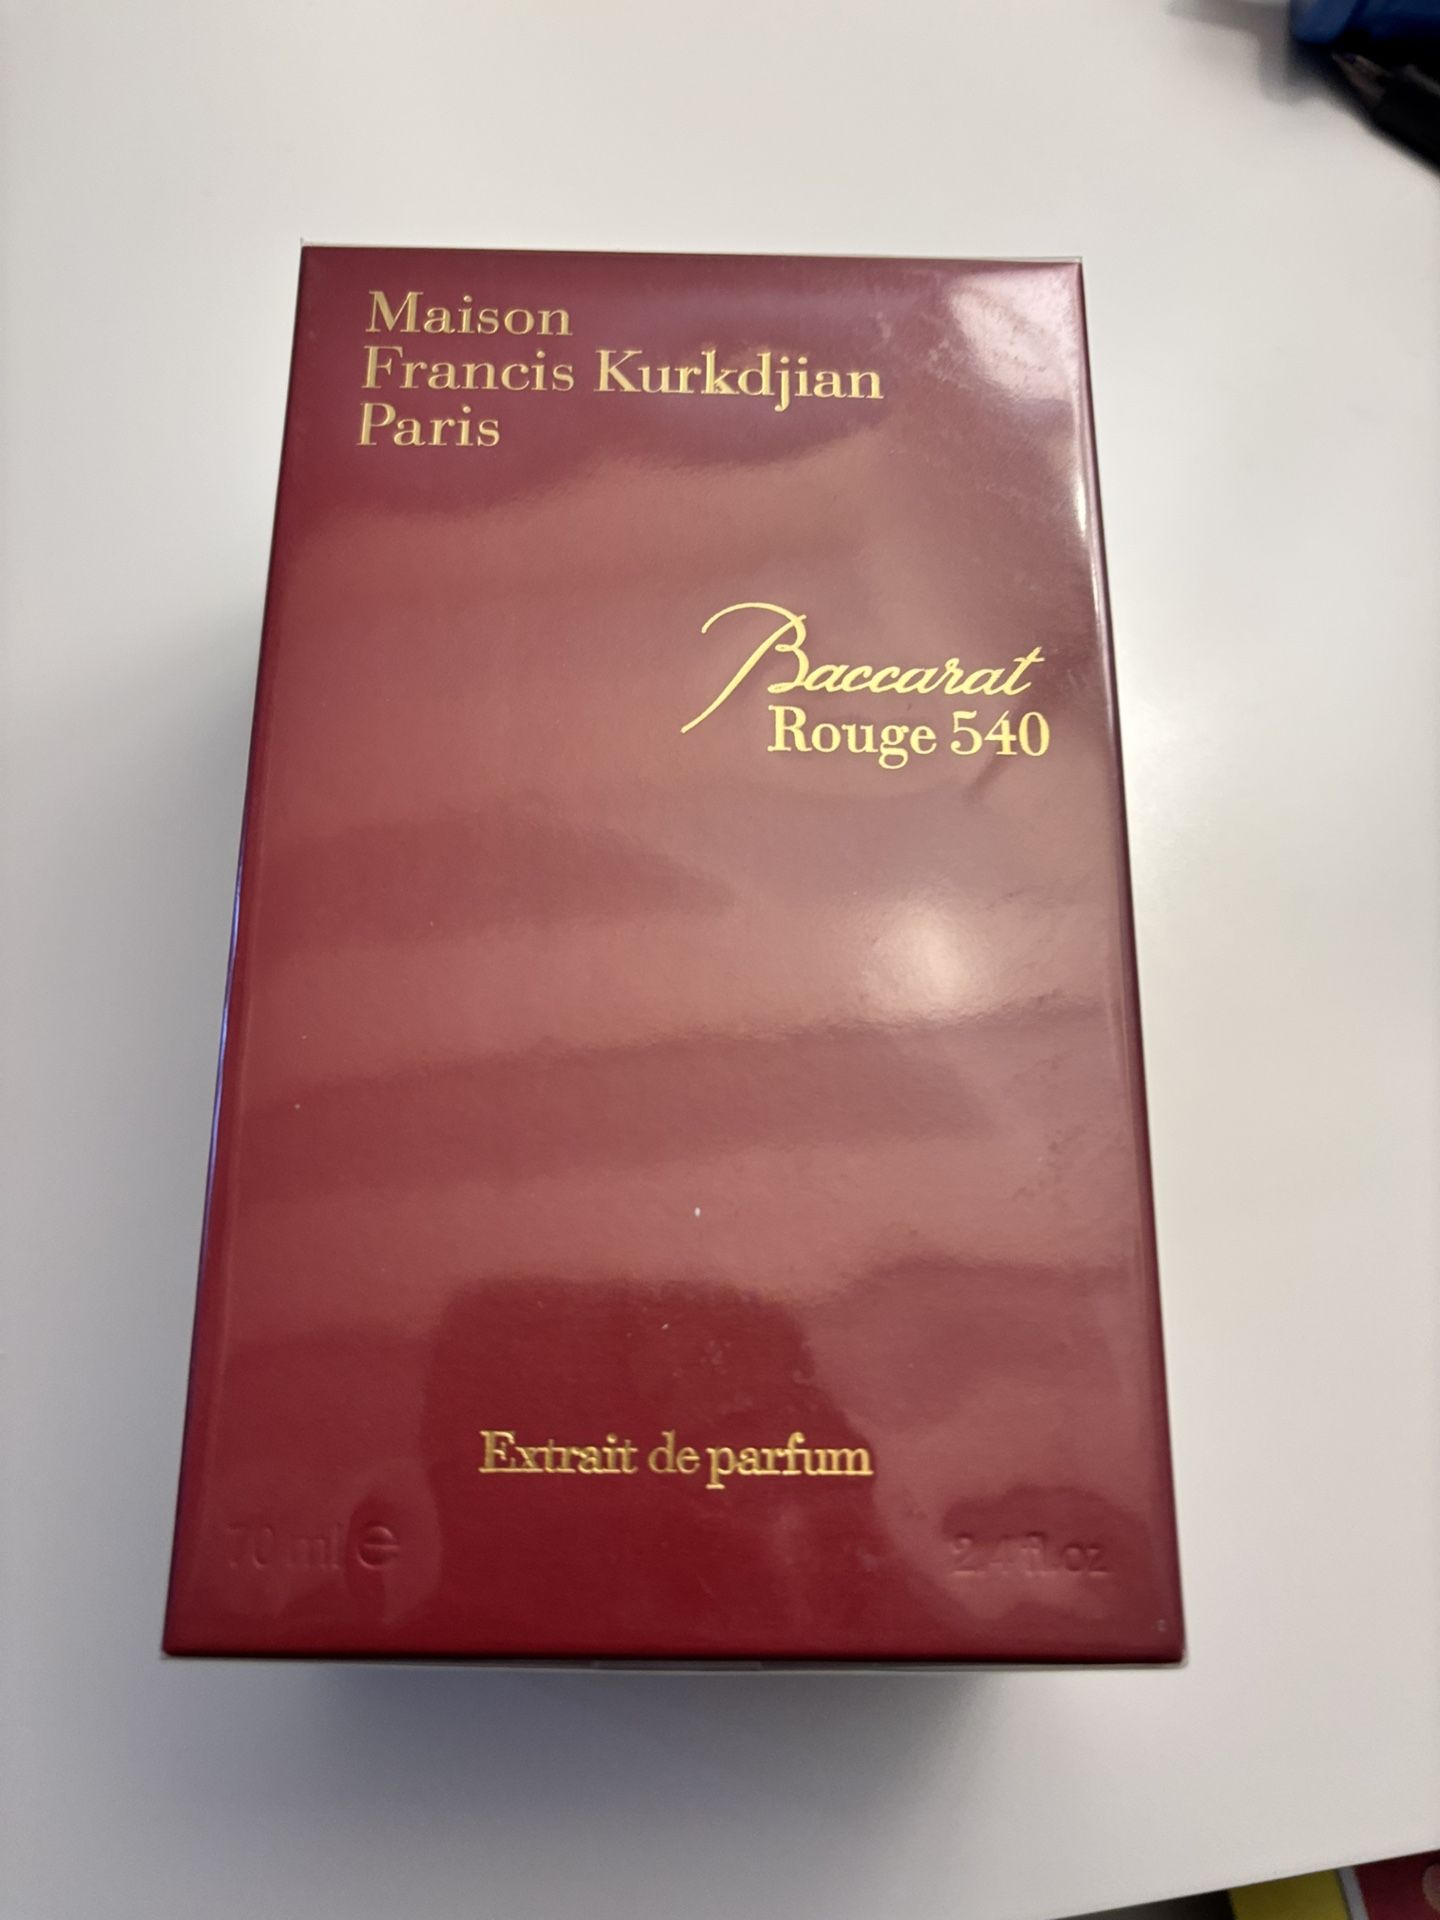 Maison
Francis Kurkdjian
Paris
Baccarat
Rouge 540
Extrait de parfum
70 ml ℮ 2.4 fl.oz